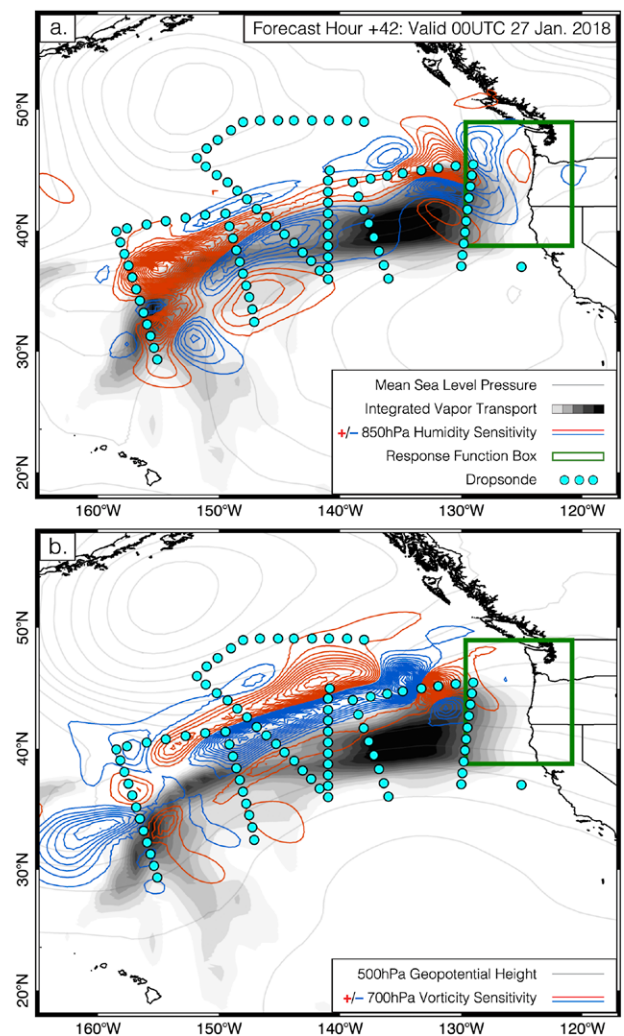 a.
Forecast Hour +42: Valid 00UTC 27 Jan. 2018
50°N
40°N
30°N
20°N
Mean Sea Level Pressure
Integrated Vapor Transport
+/- 850hPa Humidity Sensitivity
Response Function Box
Dropsonde
160°W 150°W 140°W 130°W 120°W
b.
50°N
40°N
30°N
20°N
500hPa Geopotential Height
+/- 700hPa Vorticity Sensitivity
160°W 150°W 140°W 130°W 120°W